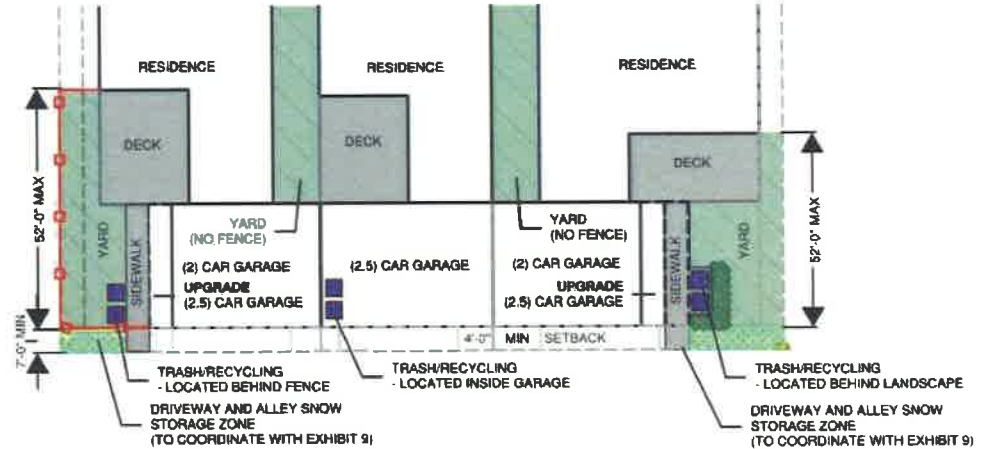 RESIDENCE
RESIDENCE
RESIDENCE
DECK
DECK
DECK
52'-0" MAX
YARD
SIDEWALK
YARD
(NO FENCE)
(2) CAR GARAGE
UPGRADE
(2.5) CAR GARAGE
(2.5) CAR GARAGE
YARD
(NO FENCE)
(2) CAR GARAGE
UPGRADE
(2.5) CAR GARAGE
SIDEWALK
YARD
52'-0" MAX
7'-0" MIN
4'-0" MIN SETBACK
TRASH/RECYCLING
- LOCATED BEHIND FENCE
DRIVEWAY AND ALLEY SNOW
STORAGE ZONE
(TO COORDINATE WITH EXHIBIT 9)
TRASH/RECYCLING
- LOCATED INSIDE GARAGE
TRASH/RECYCLING
- LOCATED BEHIND LANDSCAPE
DRIVEWAY AND ALLEY SNOW
STORAGE ZONE
(TO COORDINATE WITH EXHIBIT 9)